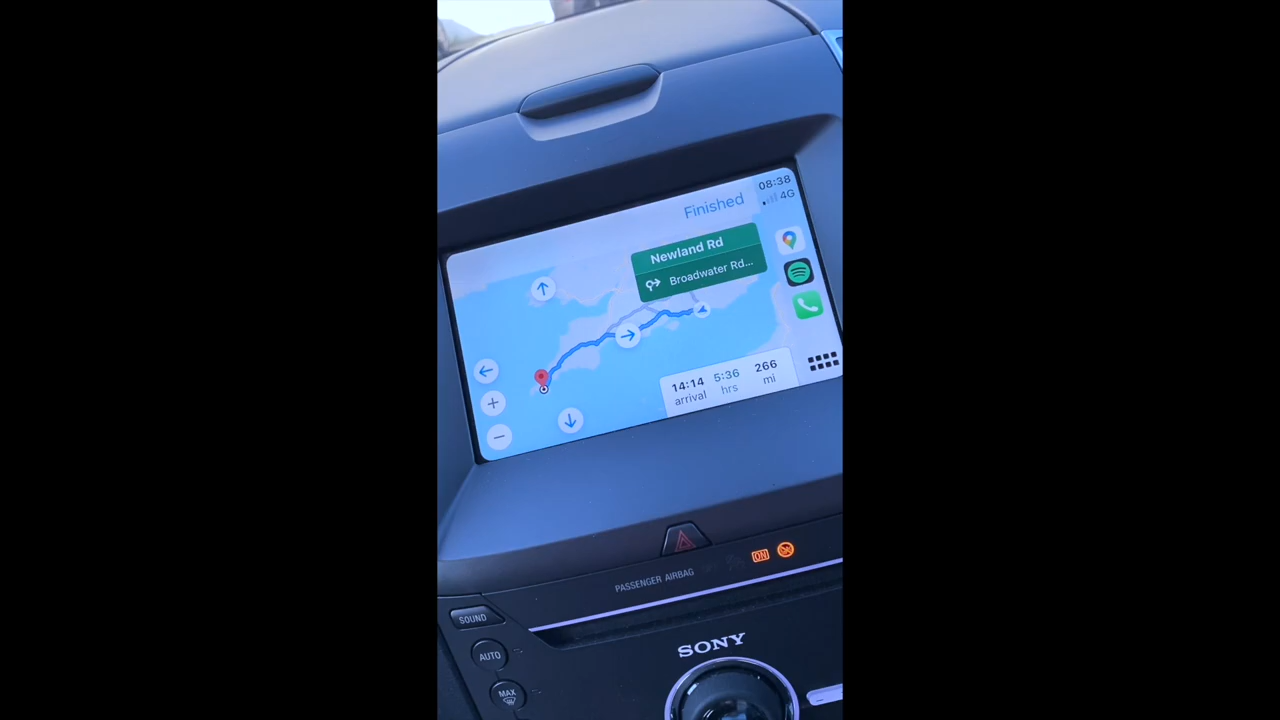 08:38
4G
Finished
Newland Rd
Broadwater Rd...
14:14 5:36 266
arrival hrs mi
PASSENGER AIRBAG
ON
SOUND
SONY
AUTO
MAX